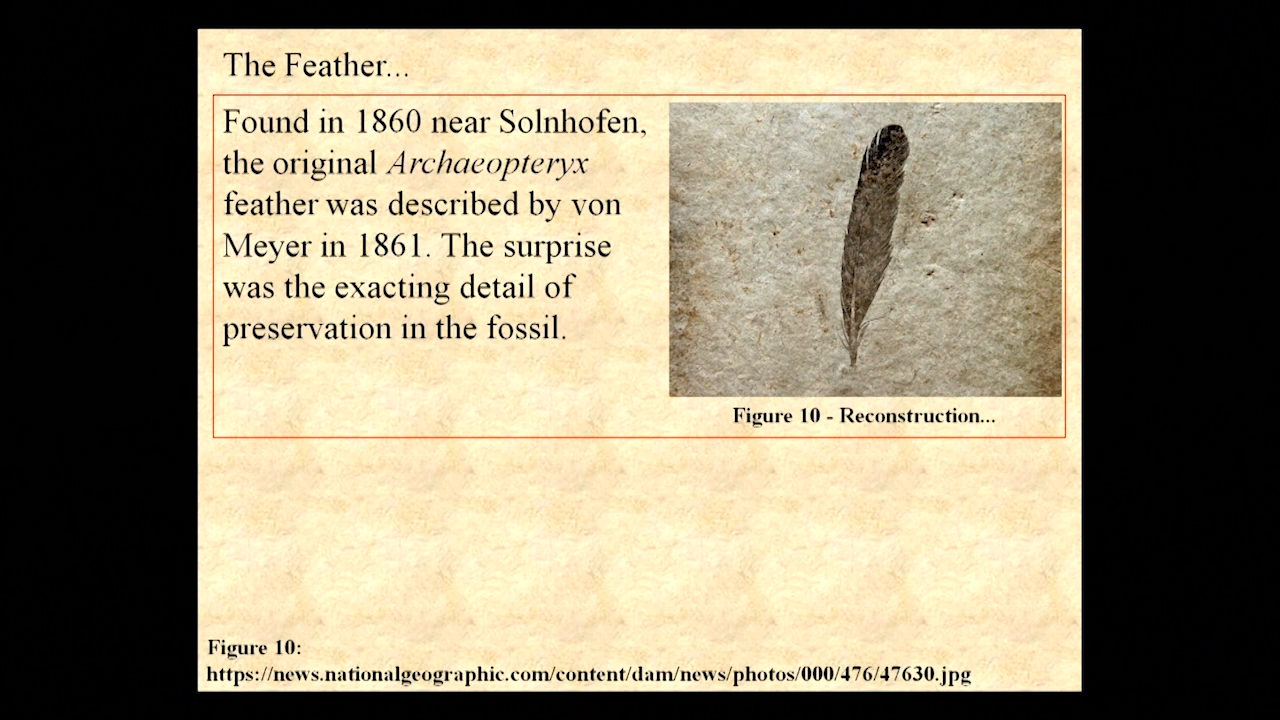 The Feather...
Found in 1860 near Solnhofen,
the original Archaeopteryx
feather was described by von
Meyer in 1861. The surprise
was the exacting detail of
preservation in the fossil.
Figure 10 - Reconstruction...
Figure 10:
https://news.nationalgeographic.com/content/dam/news/photos/000/476/47630.jpg